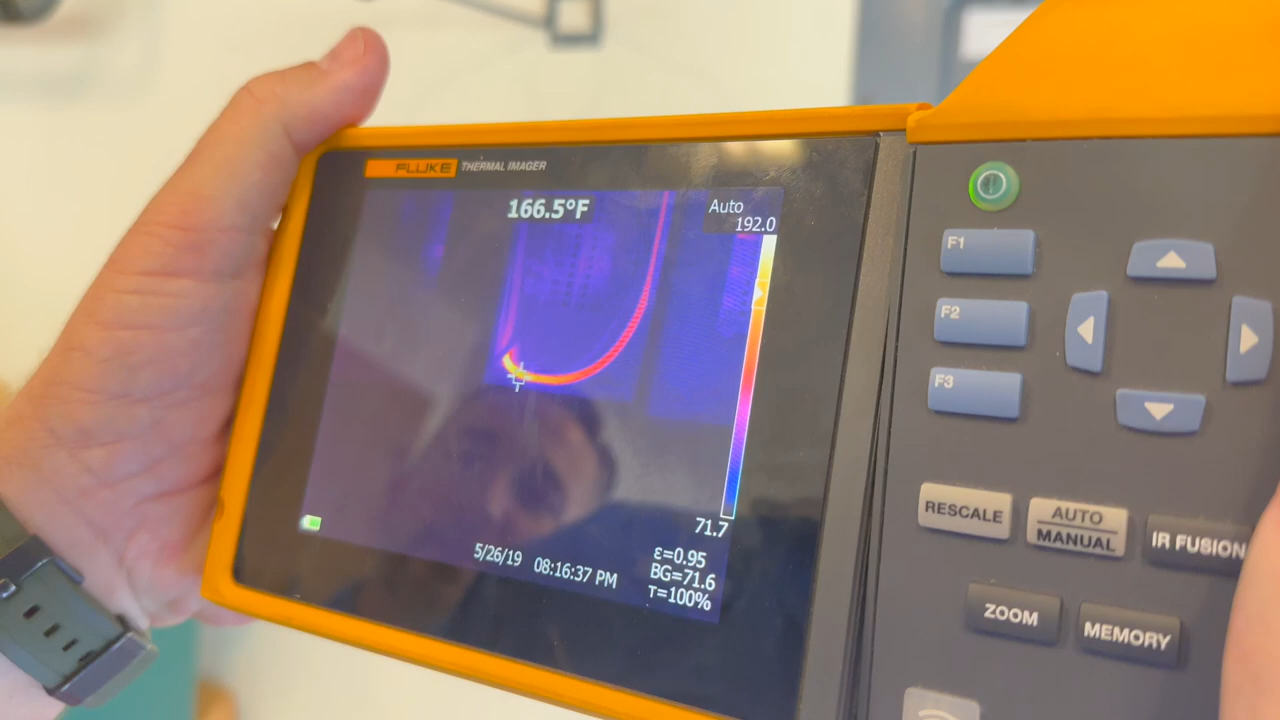 FLUKE THERMAL IMAGER
166.5°F
Auto
192.0
71.7
5/26/19 08:16:37 PM
ε=0.95
BG=71.6
τ=100%
F1
F2
F3
RESCALE
AUTO
MANUAL
IR FUSION
ZOOM
MEMORY